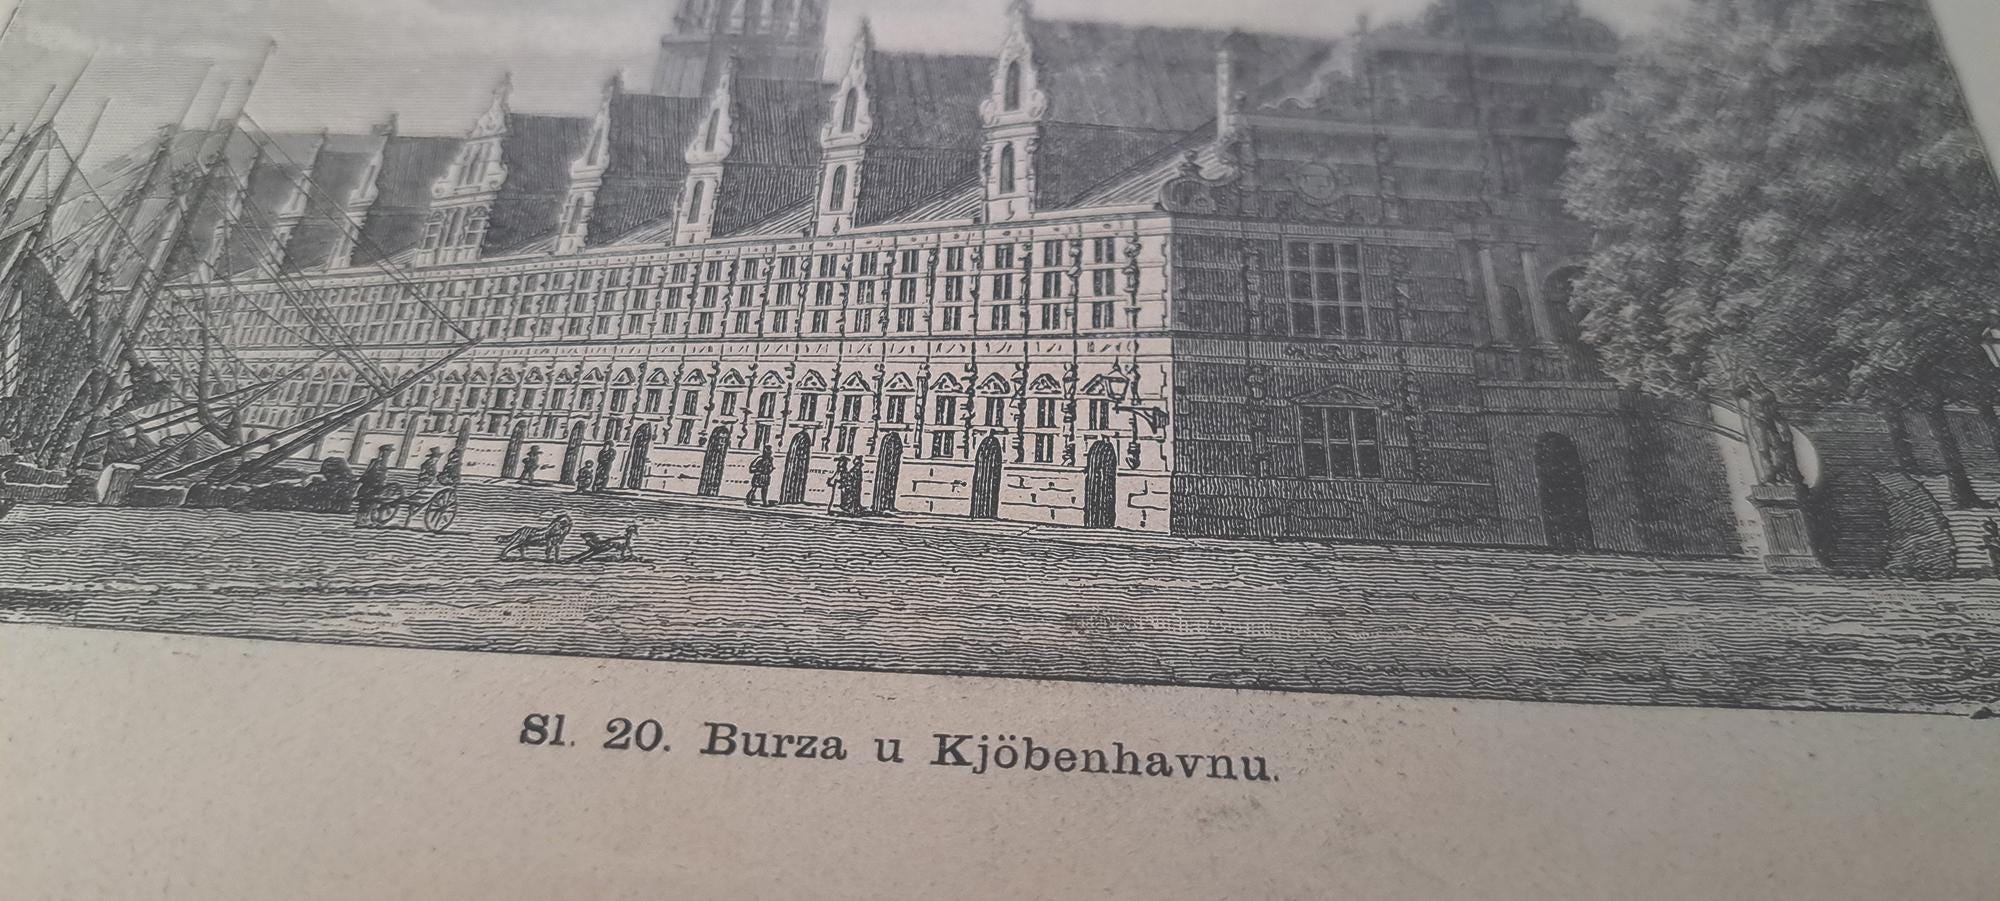 Sl. 20. Burza u Kjöbenhavnu.